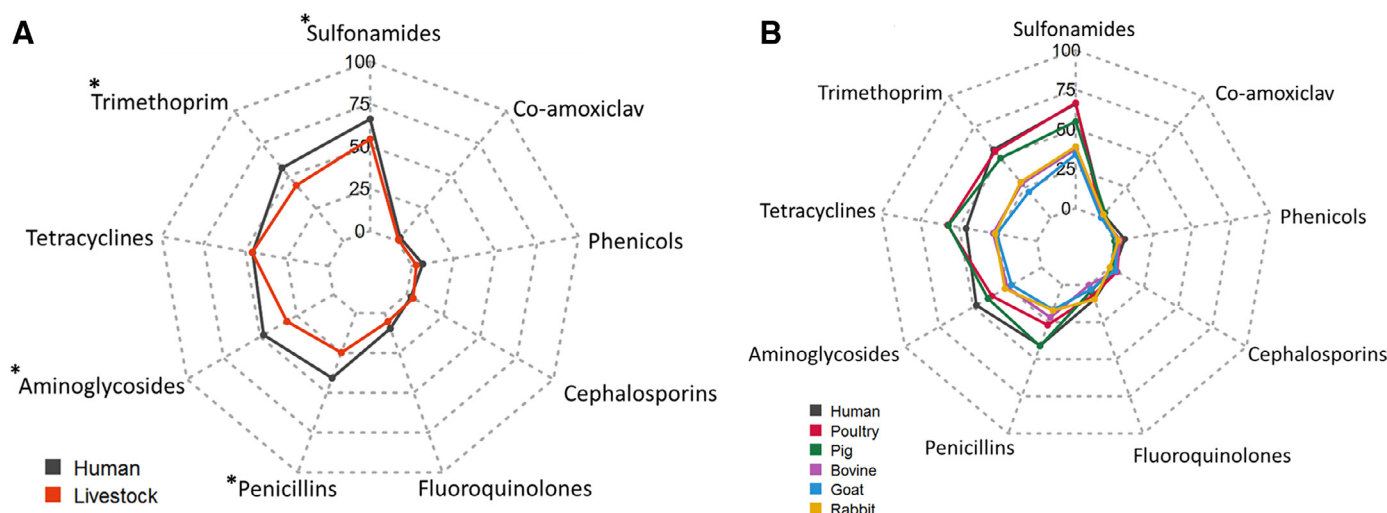 A
*Sulfonamides
100
75
50
25
0
Co-amoxiclav
Phenicols
Cephalosporins
Fluoroquinolones
*Penicillins
*Aminoglycosides
Tetracyclines
*Trimethoprim
Human
Livestock
B
Sulfonamides
100
75
50
25
0
Co-amoxiclav
Phenicols
Cephalosporins
Fluoroquinolones
Penicillins
Aminoglycosides
Tetracyclines
Trimethoprim
Human
Poultry
Pig
Bovine
Goat
Rabbit